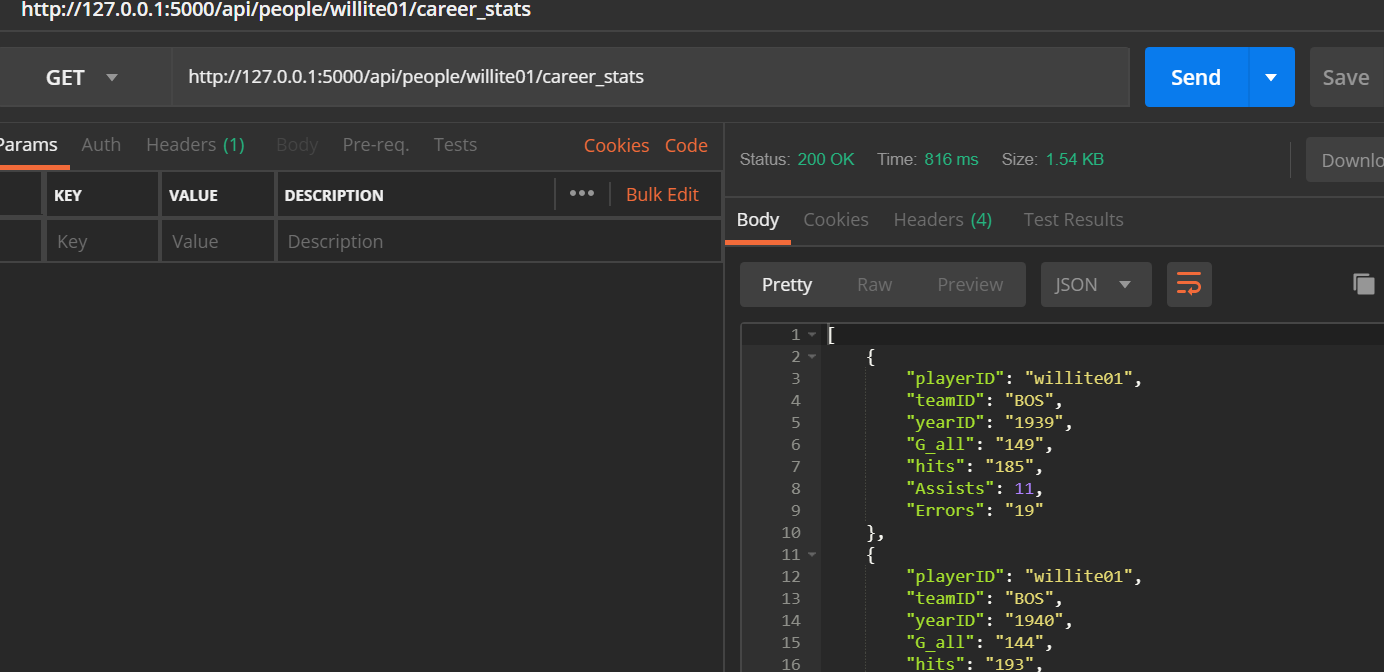 http://127.0.0.1:5000/api/people/willite01/career_stats
GET http://127.0.0.1:5000/api/people/willite01/career_stats Send Save
Params Auth Headers (1) Body Pre-req. Tests Cookies Code
KEY VALUE DESCRIPTION ••• Bulk Edit
Key Value Description
Status: 200 OK Time: 816 ms Size: 1.54 KB Downlo
Body Cookies Headers (4) Test Results
Pretty Raw Preview JSON
1 [
2 {
3 "playerID": "willite01",
4 "teamID": "BOS",
5 "yearID": "1939",
6 "G_all": "149",
7 "hits": "185",
8 "Assists": 11,
9 "Errors": "19"
10 },
11 {
12 "playerID": "willite01",
13 "teamID": "BOS",
14 "yearID": "1940",
15 "G_all": "144",
16 "hits": "193",